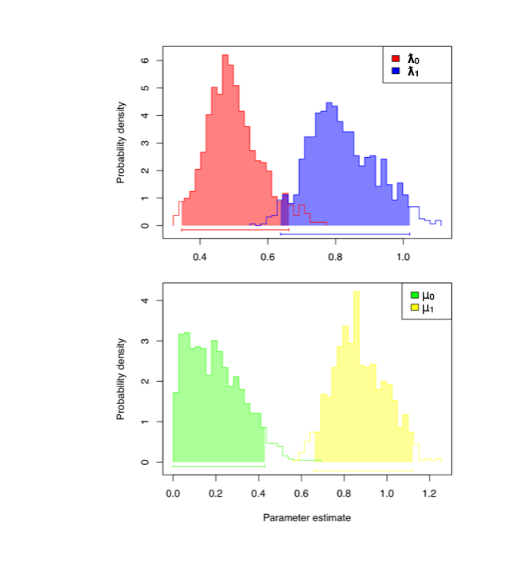 λ0
λ1
Probability density
0 1 2 3 4 5 6
0.4 0.6 0.8 1.0
μ0
μ1
Probability density
0 1 2 3 4
0.0 0.2 0.4 0.6 0.8 1.0 1.2
Parameter estimate